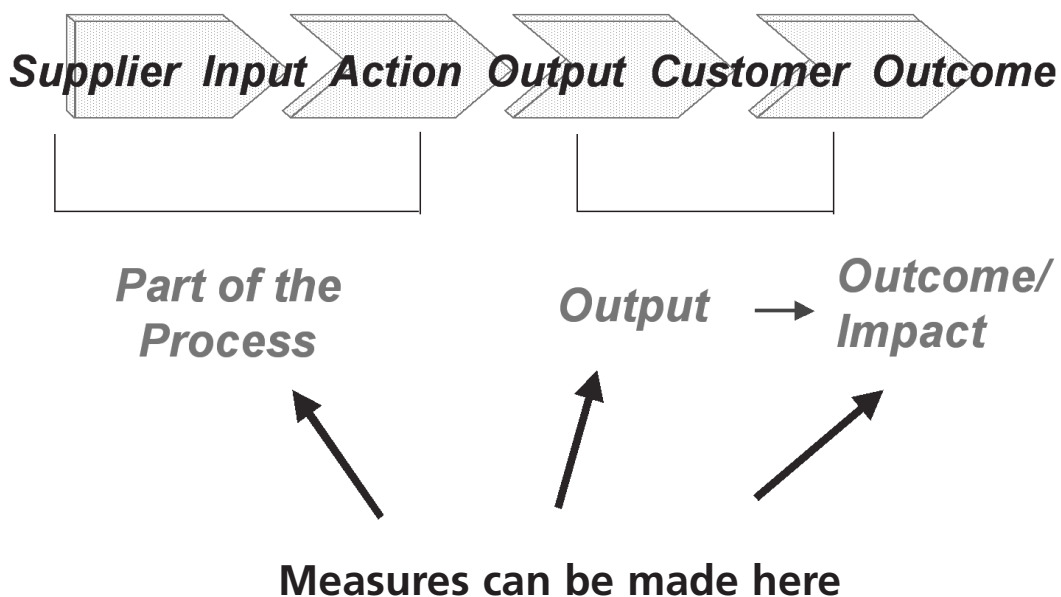 Supplier Input Action Output Customer Outcome
Part of the
Process
Output
Outcome/
Impact
Measures can be made here